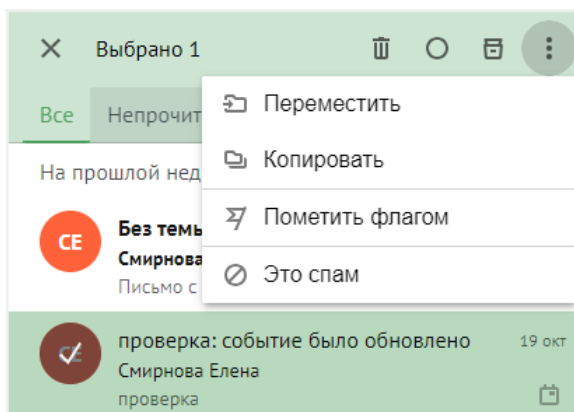 Выбрано 1
Все
Непрочит
Переместить
Копировать
Пометить флагом
Это спам
На прошлой нед
СЕ
Без темы
Смирнова
Письмо с
СЕ
проверка: событие было обновлено
19 окт
Смирнова Елена
проверка